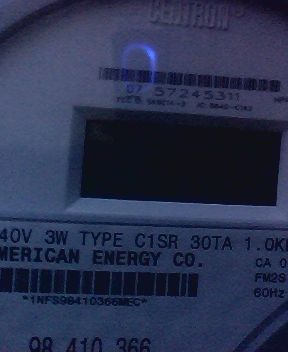 CENTRON®
07 57245311
40V 3W TYPE C1SR 30TA 1.0K
MERICAN ENERGY CO.
CA 0
FM2S
*1NFS98410366MEC*
60Hz
98 410 366